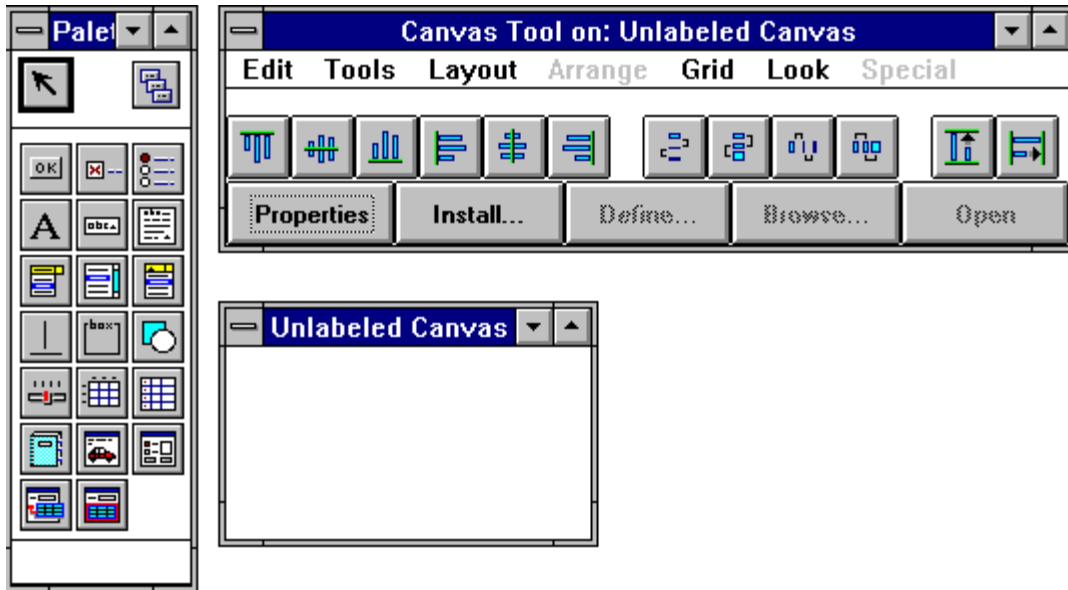 Palet
OK
A
abc
box
Canvas Tool on: Unlabeled Canvas
Edit Tools Layout Arrange Grid Look Special
Properties Install... Define... Browse... Open
Unlabeled Canvas